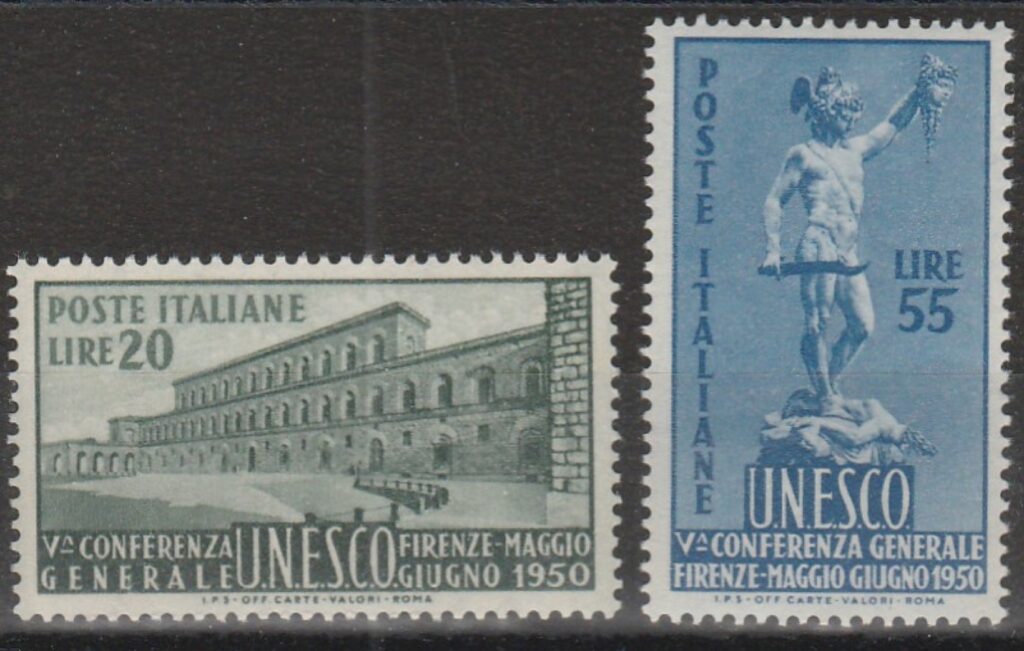 POSTE ITALIANE
LIRE 20
Vᴬ CONFERENZA U.N.E.S.C.O. FIRENZE-MAGGIO
GENERALE GIUGNO 1950
I.P.S-OFF CARTE-VALORI-ROMA
POSTE ITALIANE
LIRE
55
U.N.E.S.C.O.
Vᴬ CONFERENZA GENERALE
FIRENZE-MAGGIO GIUGNO 1950
I.P.S-OFF CARTE-VALORI-ROMA